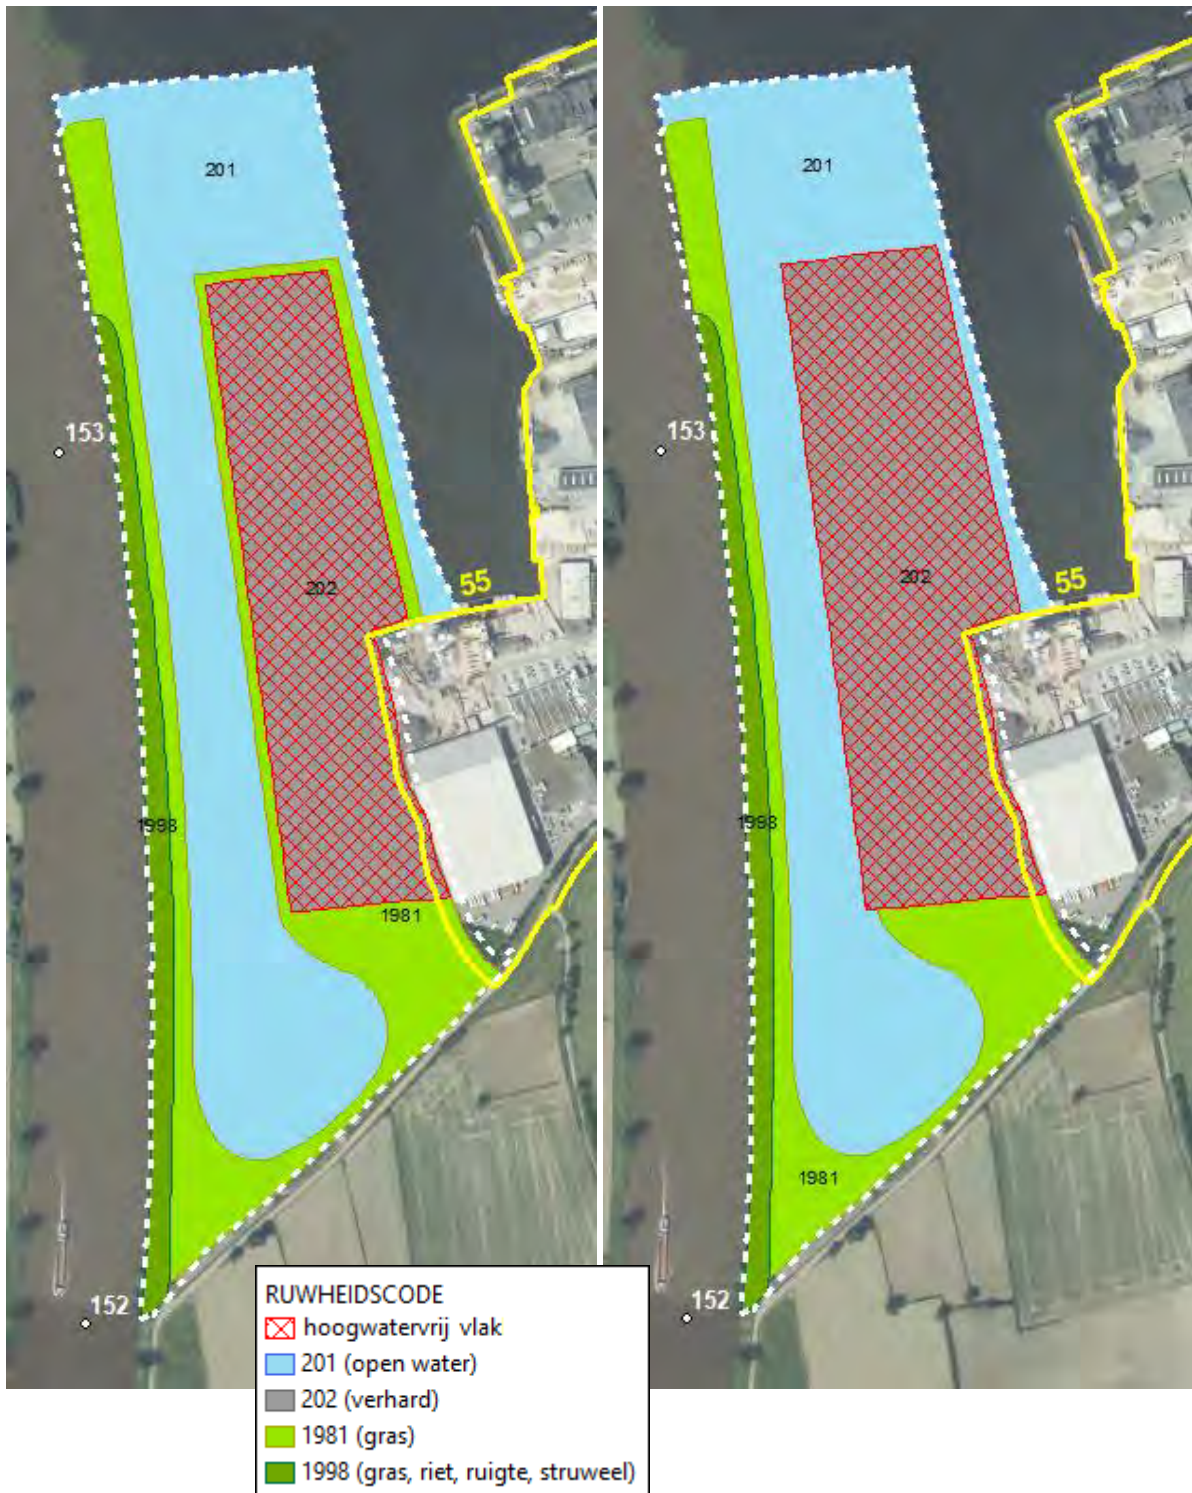 201
153
202
55
1998
1981
152
201
153
202
55
1998
1981
152
RUWHEIDSCODE
hoogwatervrij vlak
201 (open water)
202 (verhard)
1981 (gras)
1998 (gras, riet, ruigte, struweel)